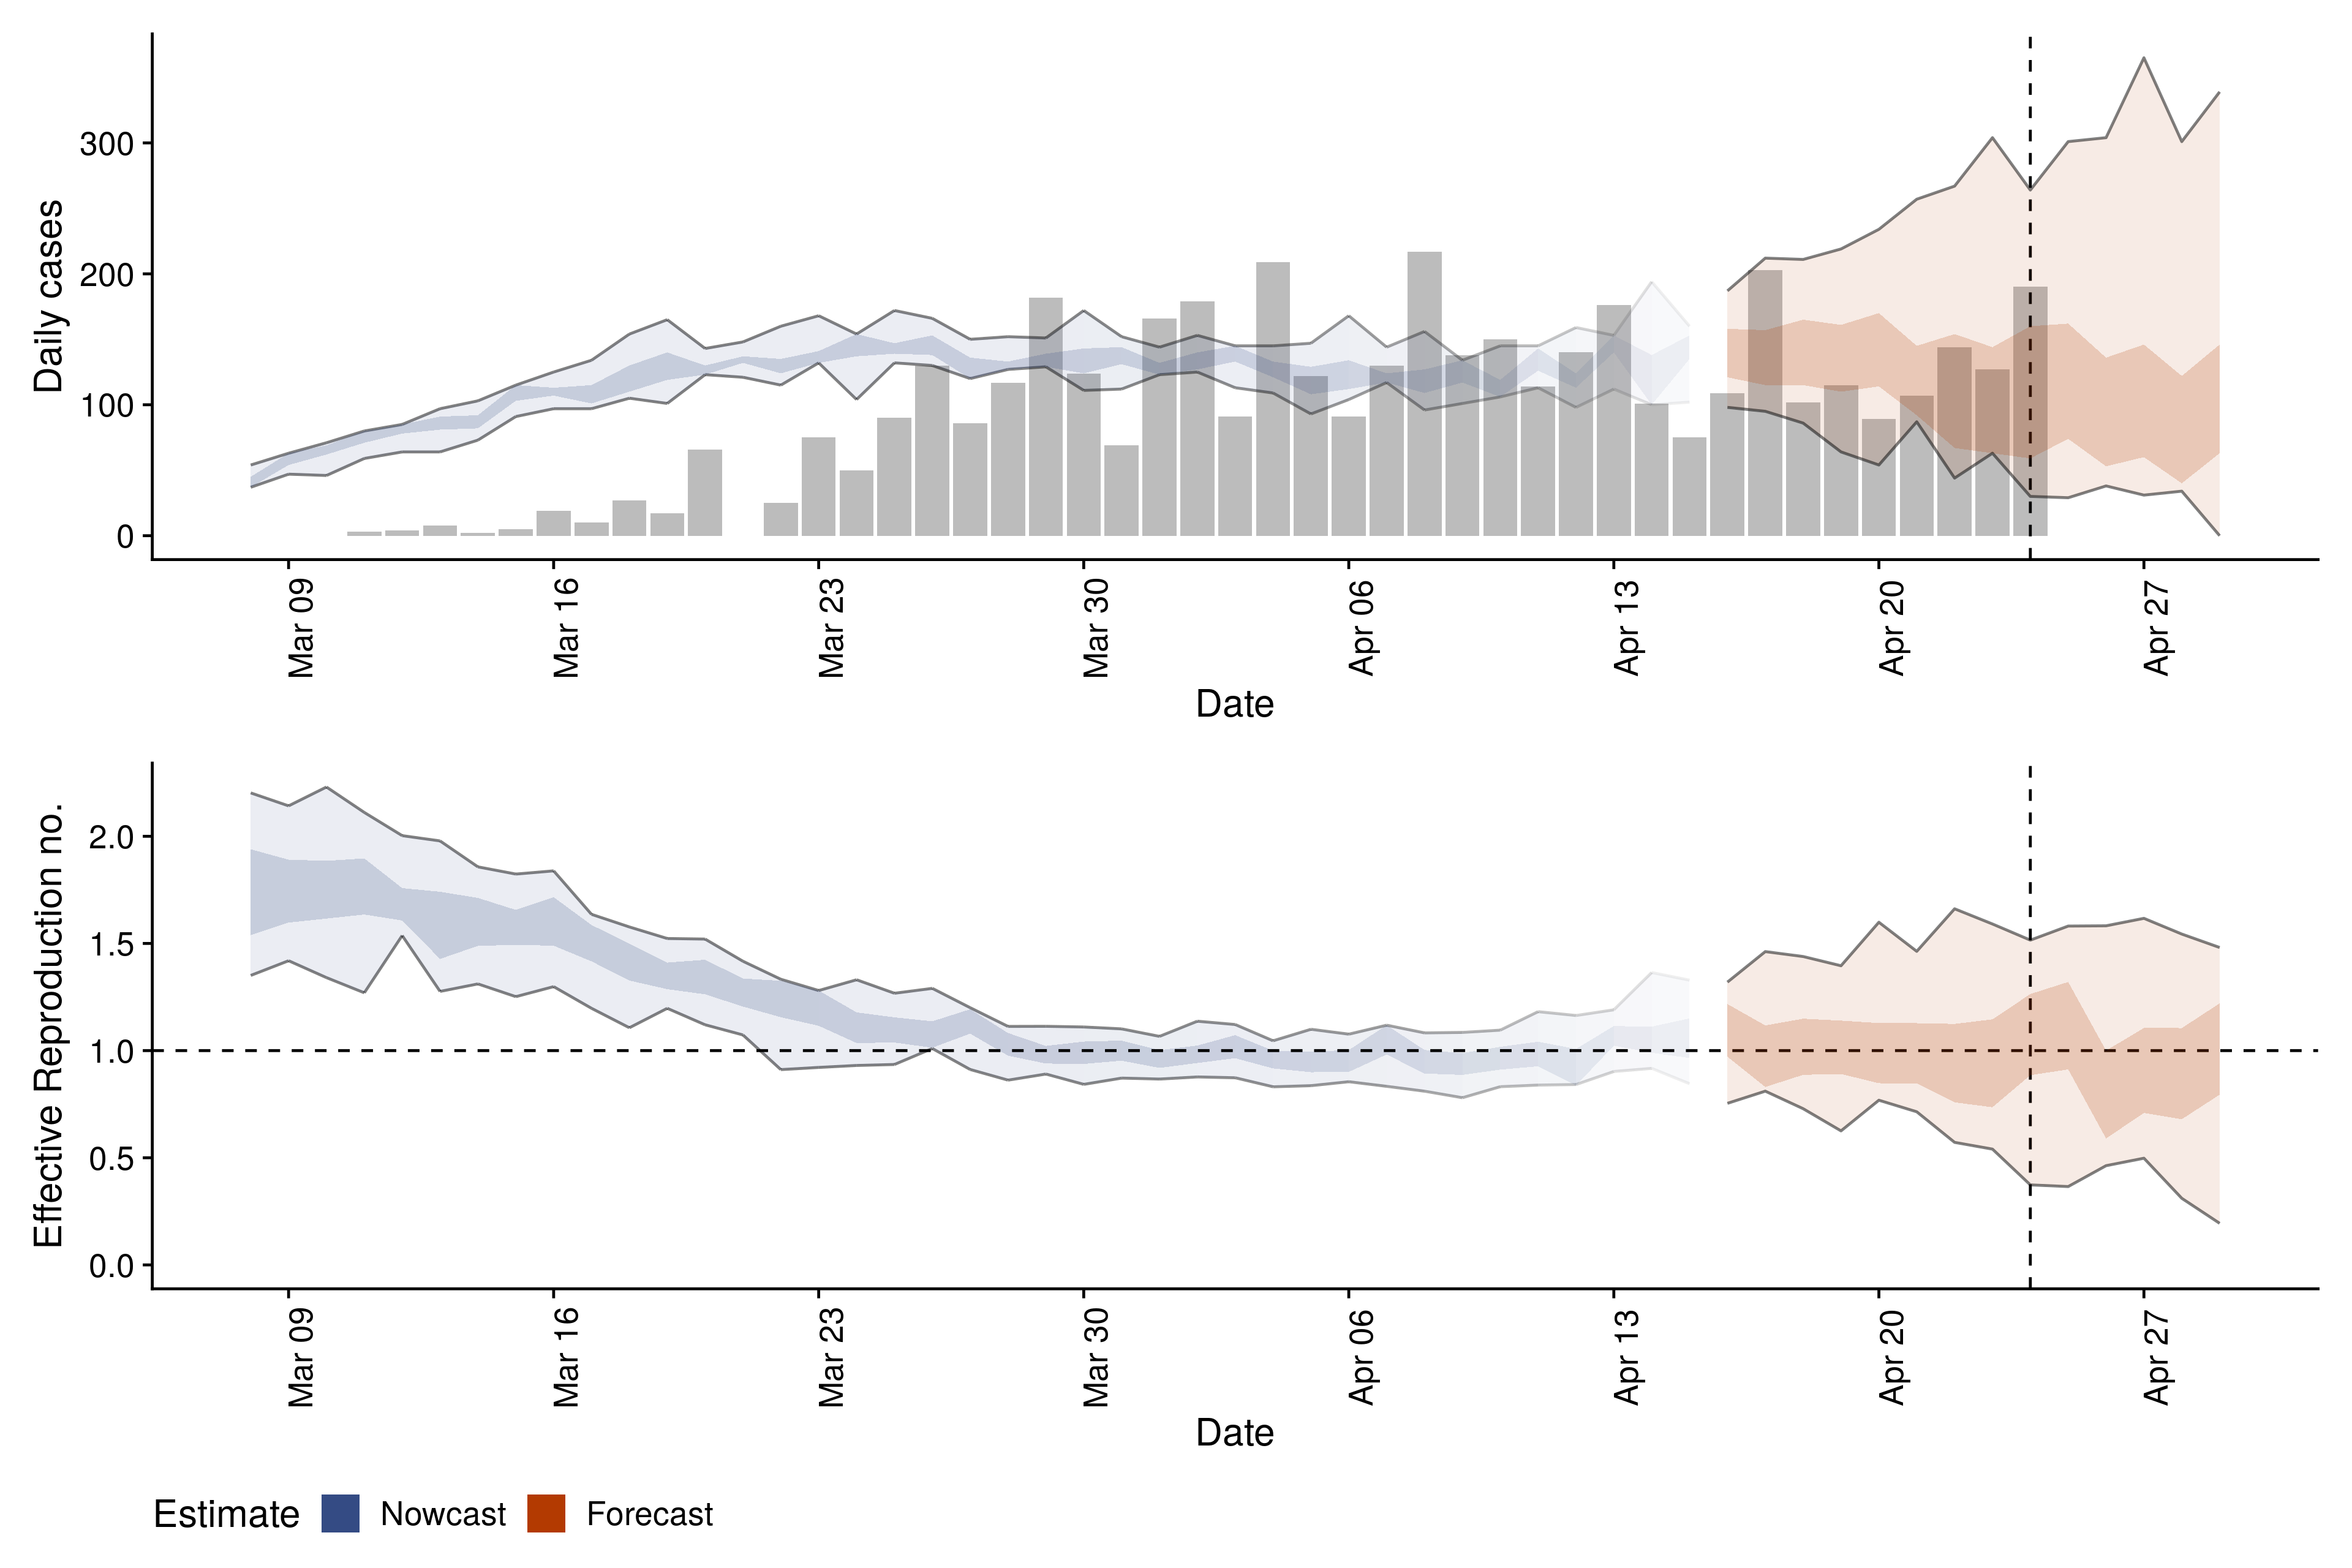 Daily cases
300
200
100
0
Mar 09
Mar 16
Mar 23
Mar 30
Apr 06
Apr 13
Apr 20
Apr 27
Date
Effective Reproduction no.
2.0
1.5
1.0
0.5
0.0
Mar 09
Mar 16
Mar 23
Mar 30
Apr 06
Apr 13
Apr 20
Apr 27
Date
Estimate Nowcast Forecast